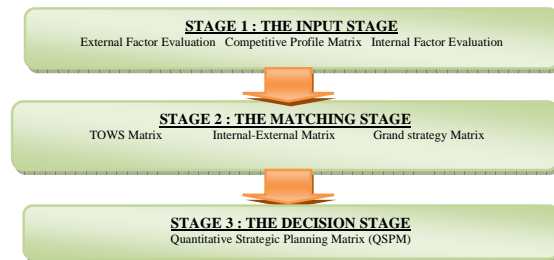 STAGE 1 : THE INPUT STAGE
External Factor Evaluation Competitive Profile Matrix Internal Factor Evaluation
STAGE 2 : THE MATCHING STAGE
TOWS Matrix Internal-External Matrix Grand strategy Matrix
STAGE 3 : THE DECISION STAGE
Quantitative Strategic Planning Matrix (QSPM)